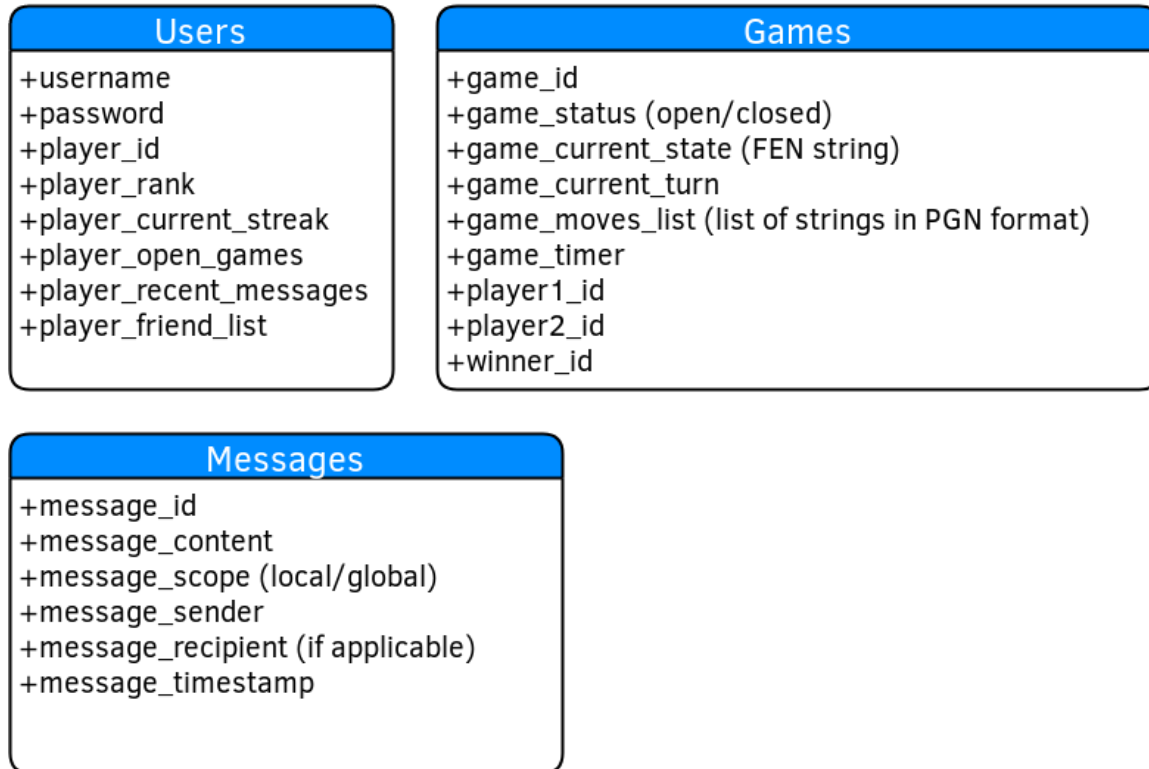 Users
+username
+password
+player_id
+player_rank
+player_current_streak
+player_open_games
+player_recent_messages
+player_friend_list
Games
+game_id
+game_status (open/closed)
+game_current_state (FEN string)
+game_current_turn
+game_moves_list (list of strings in PGN format)
+game_timer
+player1_id
+player2_id
+winner_id
Messages
+message_id
+message_content
+message_scope (local/global)
+message_sender
+message_recipient (if applicable)
+message_timestamp